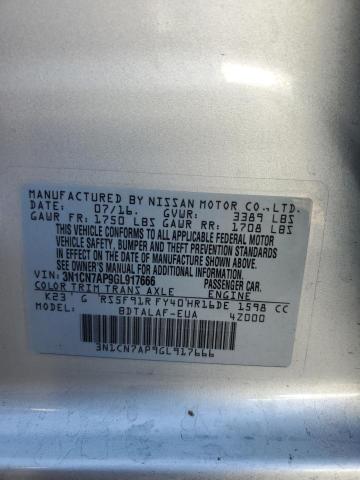 MANUFACTURED BY NISSAN MOTOR CO.,LTD.
DATE: 07/16. GVWR: 3389 LBS
GAWR FR: 1750 LBS GAWR RR: 1708 LBS
THIS VEHICLE CONFORMS TO ALL APPLICABLE FEDERAL MOTOR
VEHICLE SAFETY, BUMPER, AND THEFT PREVENTION STANDARDS
IN EFFECT ON THE DATE OF MANUFACTURE SHOWN ABOVE.
SEE OWNER'S MANUAL FOR ADDITIONAL INFORMATION.
VIN: 3N1CN7AP9GL917666 PASSENGER CAR.
COLOR TRIM TRANS AXLE ENGINE
K23 G RS5F91R FY40 HR16DE 1598 CC
BDTALAF-EUA 42000
3N1CN7AP9GL917666